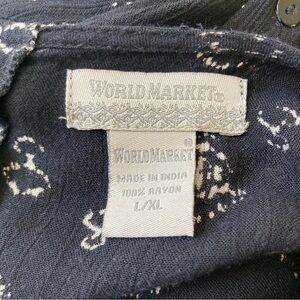 WORLD MARKET®
WORLD MARKET®
MADE IN INDIA
100% RAYON
L/XL